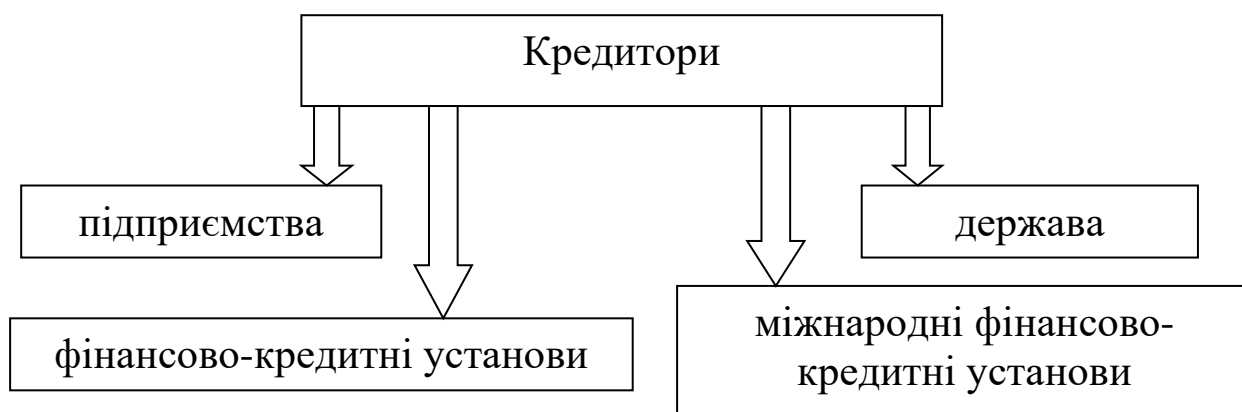 Кредитори
підприємства
держава
фінансово-кредитні установи
міжнародні фінансово-
кредитні установи